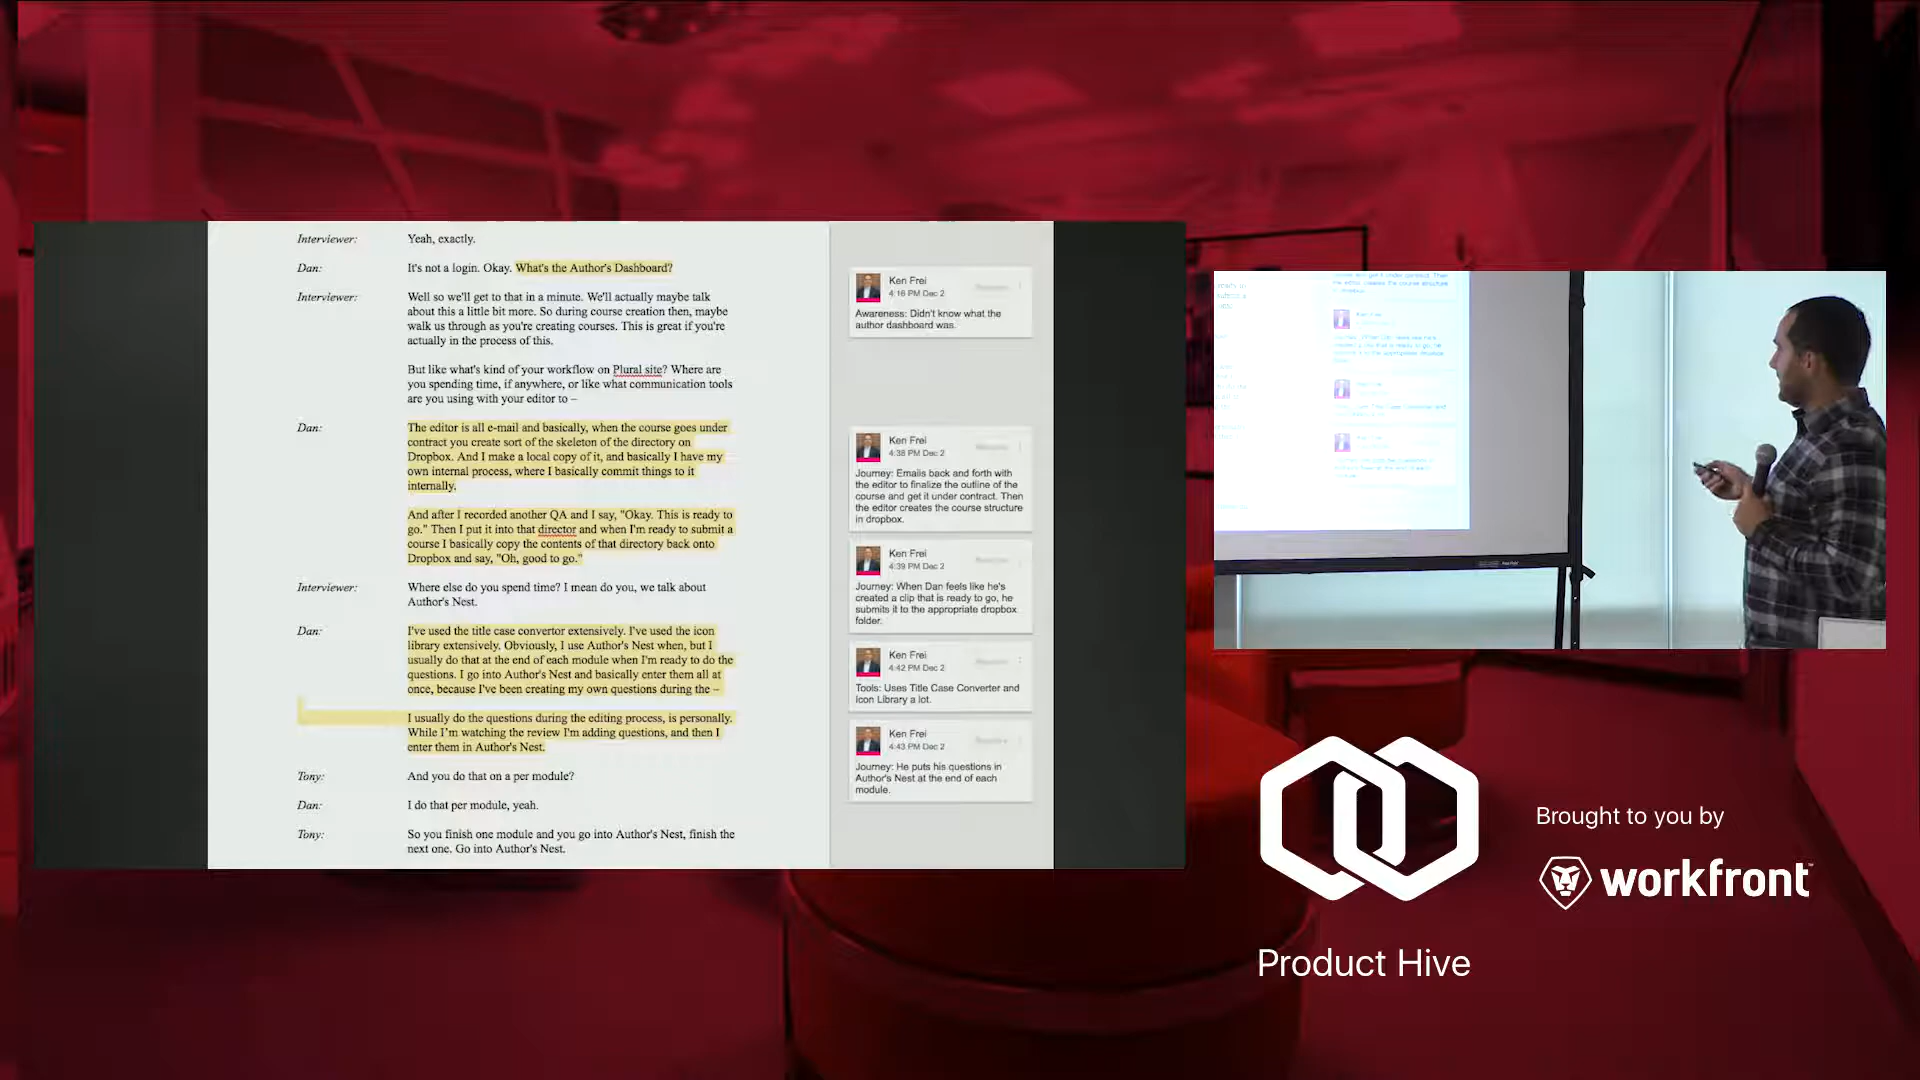 Interviewer: Yeah, exactly.
Dan: It's not a login. Okay. What's the Author's Dashboard?
Interviewer: Well so we'll get to that in a minute. We'll actually maybe talk
about this a little bit more. So during course creation then, maybe
walk us through as you're creating courses. This is great if you're
actually in the process of this.
But like what's kind of your workflow on Plural site? Where are
you spending time, if anywhere, or like what communication tools
are you using with your editor to –
Dan: The editor is all e-mail and basically, when the course goes under
contract you create sort of the skeleton of the directory on
Dropbox. And I make a local copy of it, and basically I have my
own internal process, where I basically commit things to it
internally.
And after I recorded another QA and I say, "Okay. This is ready to
go." Then I put it into that director and when I'm ready to submit a
course I basically copy the contents of that directory back onto
Dropbox and say, "Oh, good to go."
Interviewer: Where else do you spend time? I mean do you, we talk about
Author's Nest.
Dan: I've used the title case convertor extensively. I've used the icon
library extensively. Obviously, I use Author's Nest when, but I
usually do that at the end of each module when I'm ready to do the
questions. I go into Author's Nest and basically enter them all at
once, because I've been creating my own questions during the –
I usually do the questions during the editing process, is personally.
While I'm watching the review I'm adding questions, and then I
enter them in Author's Nest.
Tony: And you do that on a per module?
Dan: I do that per module, yeah.
Tony: So you finish one module and you go into Author's Nest, finish the
next one. Go into Author's Nest.
Ken Frei
4:16 PM Dec 2
Awareness: Didn't know what the
author dashboard was.
Ken Frei
4:38 PM Dec 2
Journey: Emails back and forth with
the editor to finalize the outline of the
course and get it under contract. Then
the editor creates the course structure
in dropbox.
Ken Frei
4:39 PM Dec 2
Journey: When Dan feels like he's
created a clip that is ready to go, he
submits it to the appropriate dropbox
folder.
Ken Frei
4:42 PM Dec 2
Tools: Uses Title Case Converter and
Icon Library a lot.
Ken Frei
4:43 PM Dec 2
Journey: He puts his questions in
Author's Nest at the end of each
module.
Product Hive
Brought to you by
workfront